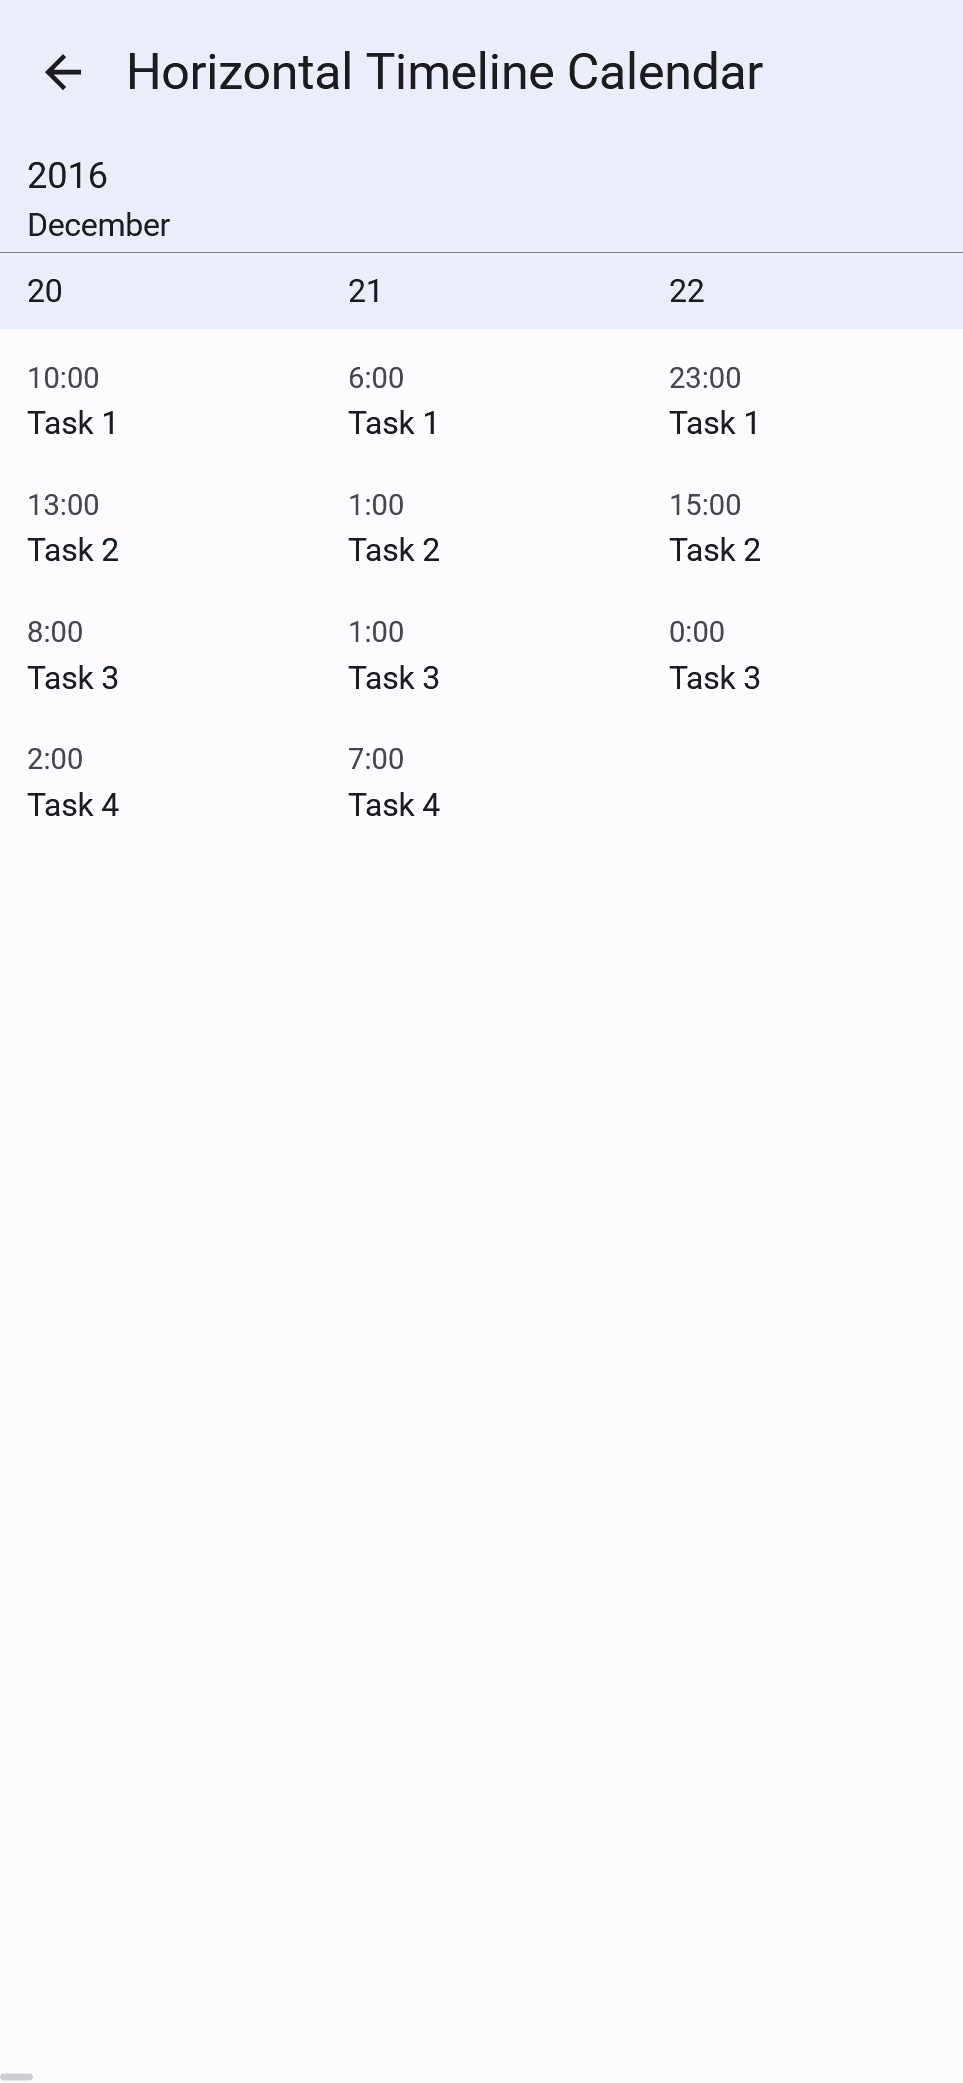 Horizontal Timeline Calendar
2016
December
20 21 22
10:00 6:00 23:00
Task 1 Task 1 Task 1
13:00 1:00 15:00
Task 2 Task 2 Task 2
8:00 1:00 0:00
Task 3 Task 3 Task 3
2:00 7:00
Task 4 Task 4